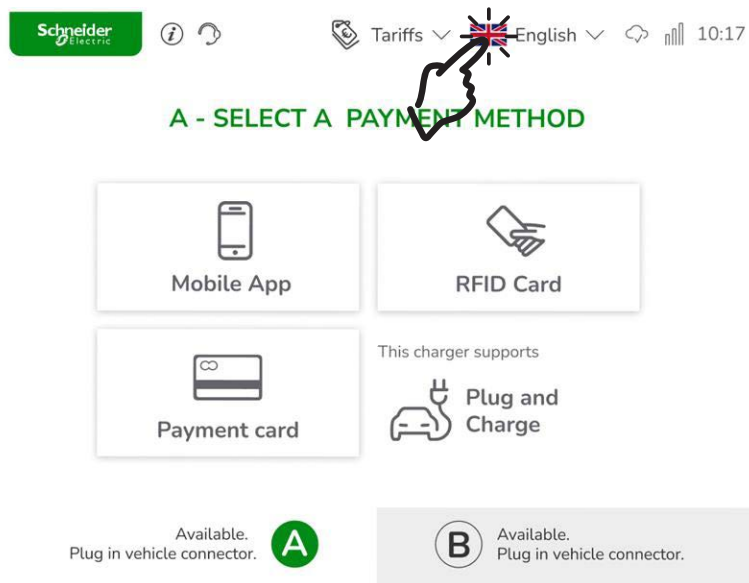 Schneider
Electric
i
Tariffs
English
10:17
A - SELECT A PAYMENT METHOD
Mobile App
RFID Card
Payment card
This charger supports
Plug and
Charge
Available.
Plug in vehicle connector.
A
B
Available.
Plug in vehicle connector.